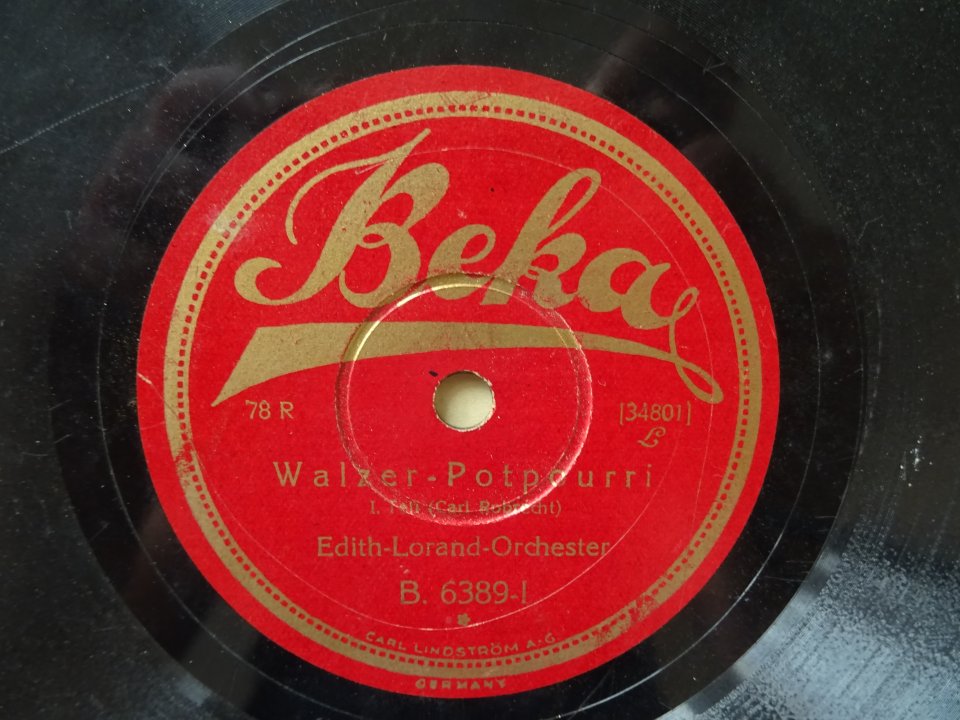 Beka
78 R
[34801]
L
Walzer-Potpourri
I. Teil (Carl Robrecht)
Edith-Lorand-Orchester
B. 6389-I
CARL LINDSTRÖM A-G
GERMANY